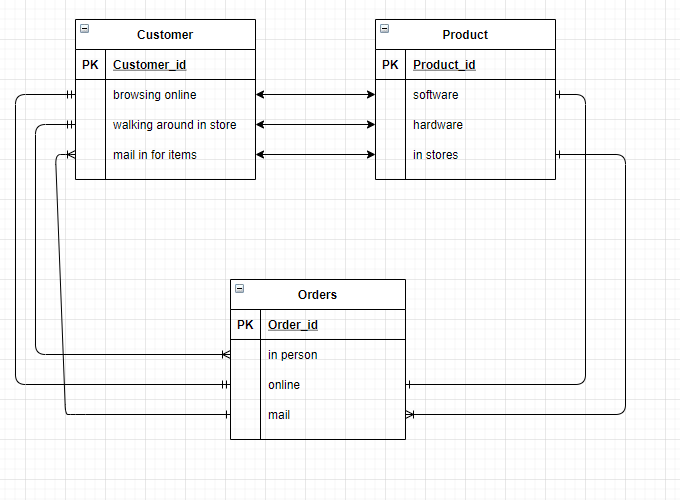 Customer
PK Customer_id
browsing online
walking around in store
mail in for items
Product
PK Product_id
software
hardware
in stores
Orders
PK Order_id
in person
online
mail